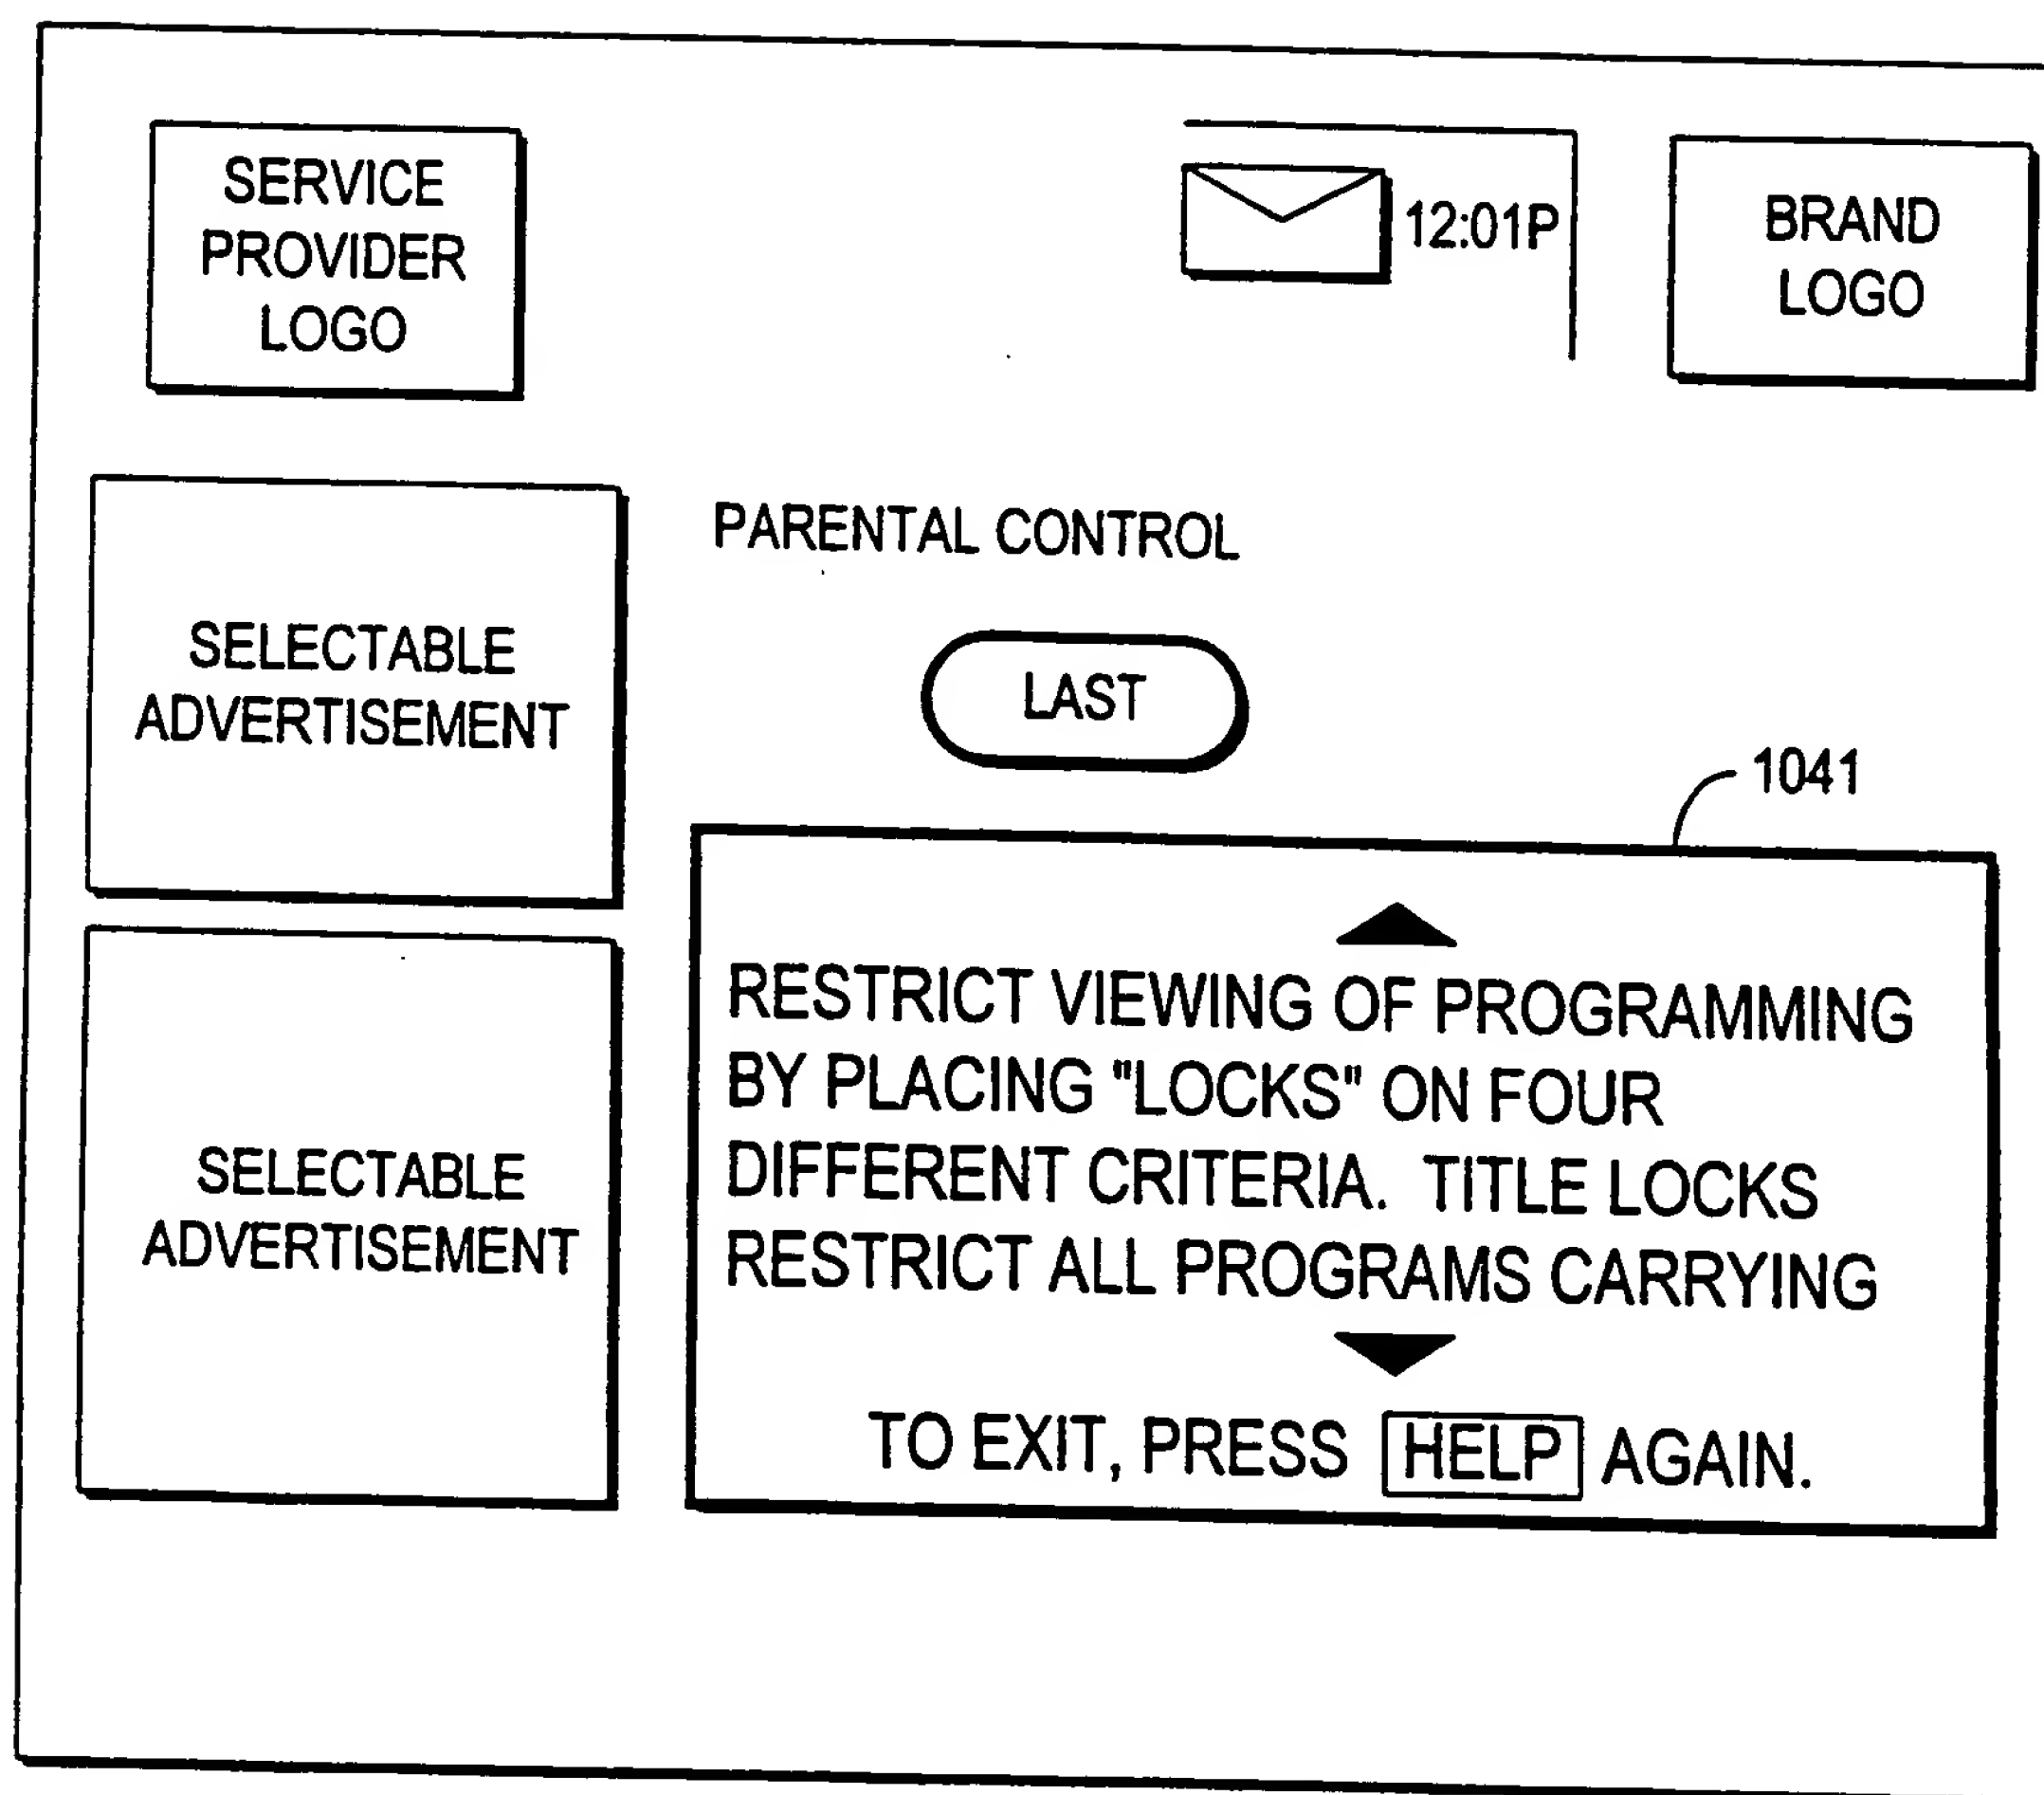 SERVICE
PROVIDER
LOGO
12:01P
BRAND
LOGO
SELECTABLE
ADVERTISEMENT
PARENTAL CONTROL
LAST
1041
RESTRICT VIEWING OF PROGRAMMING
BY PLACING "LOCKS" ON FOUR
DIFFERENT CRITERIA. TITLE LOCKS
RESTRICT ALL PROGRAMS CARRYING
TO EXIT, PRESS HELP AGAIN.
SELECTABLE
ADVERTISEMENT